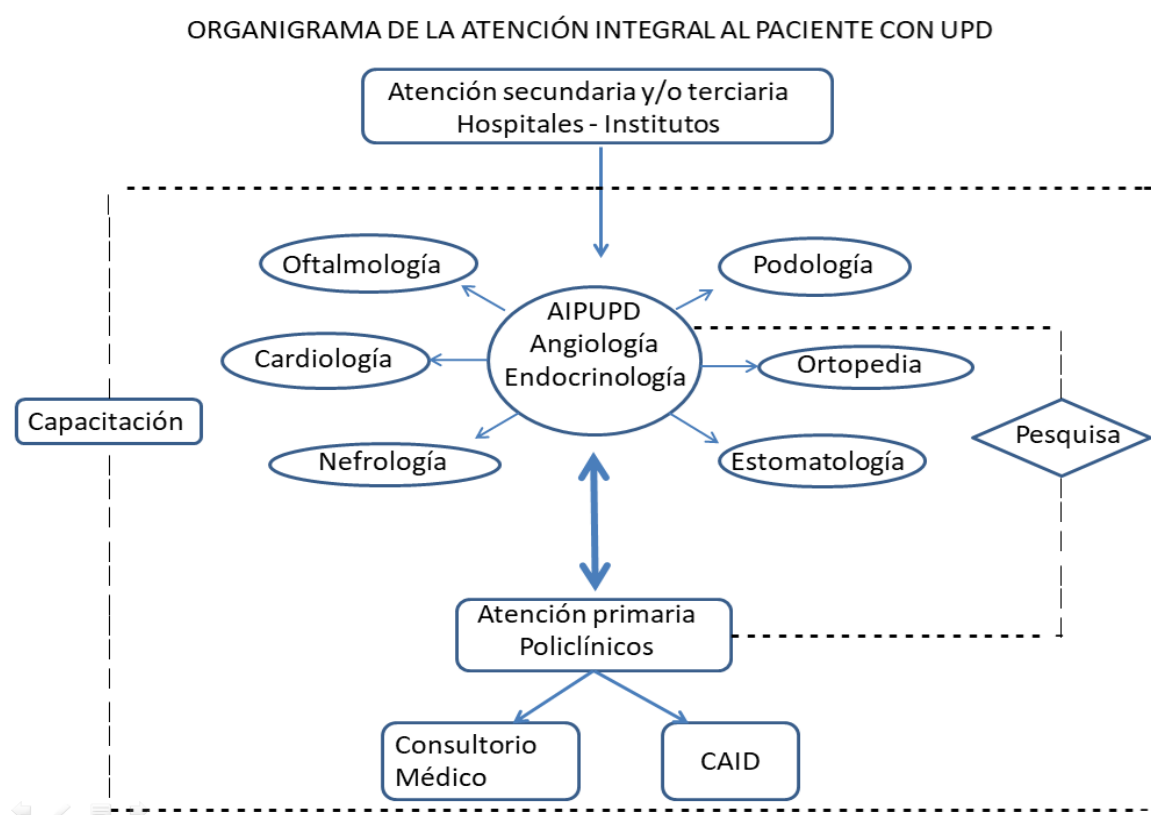 ORGANIGRAMA DE LA ATENCIÓN INTEGRAL AL PACIENTE CON UPD
Atención secundaria y/o terciaria
Hospitales - Institutos
Oftalmología
Podología
AIPUPD
Angiología
Endocrinología
Cardiología
Ortopedia
Capacitación
Pesquisa
Nefrología
Estomatología
Atención primaria
Policlínicos
Consultorio
Médico
CAID